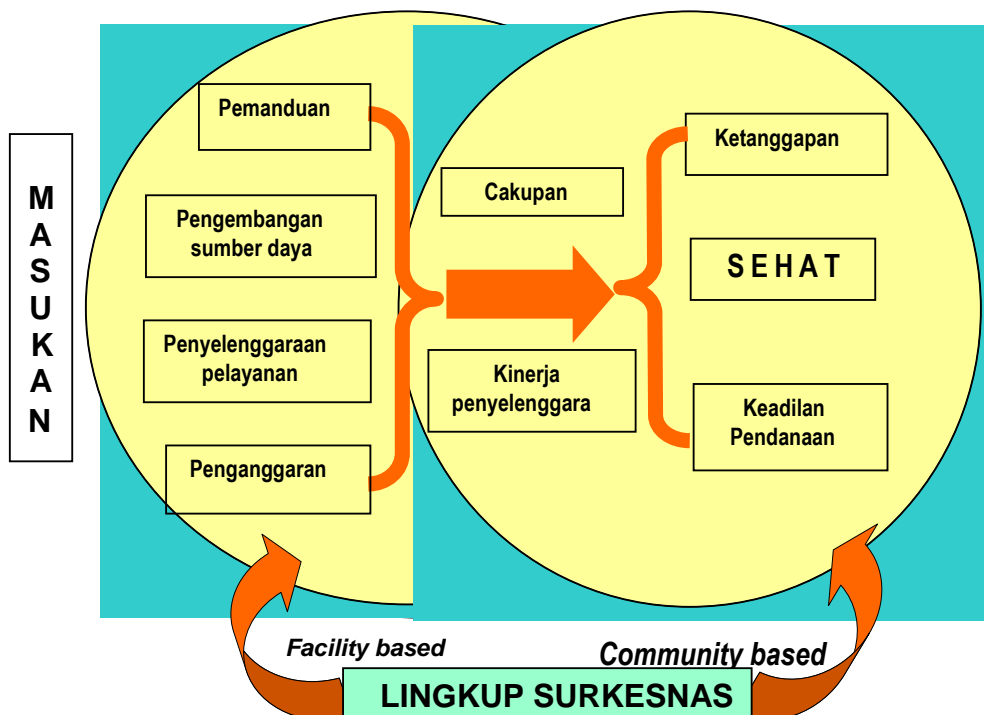 MASUKAN
Pemanduan
Pengembangan
sumber daya
Penyelenggaraan
pelayanan
Penganggaran
Cakupan
Kinerja
penyelenggara
Ketanggapan
S E H A T
Keadilan
Pendanaan
Facility based
Community based
LINGKUP SURKESNAS